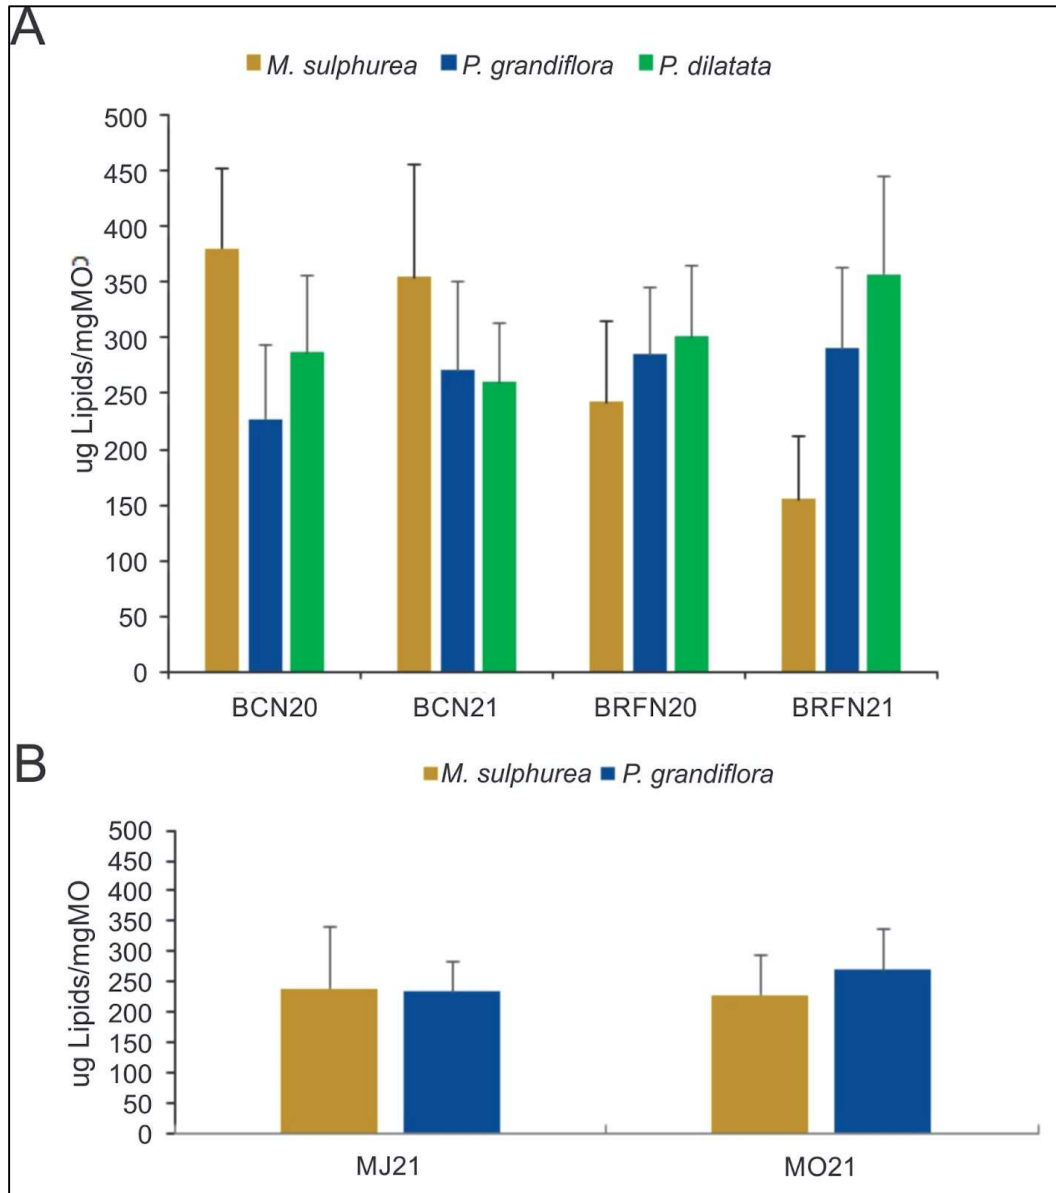 A
M. sulphurea P. grandiflora P. dilatata
500
450
400
350
300
250
200
150
100
50
0
ug Lipids/mgMO
BCN20 BCN21 BRFN20 BRFN21
B
M. sulphurea P. grandiflora
500
450
400
350
300
250
200
150
100
50
0
ug Lipids/mgMO
MJ21 MO21